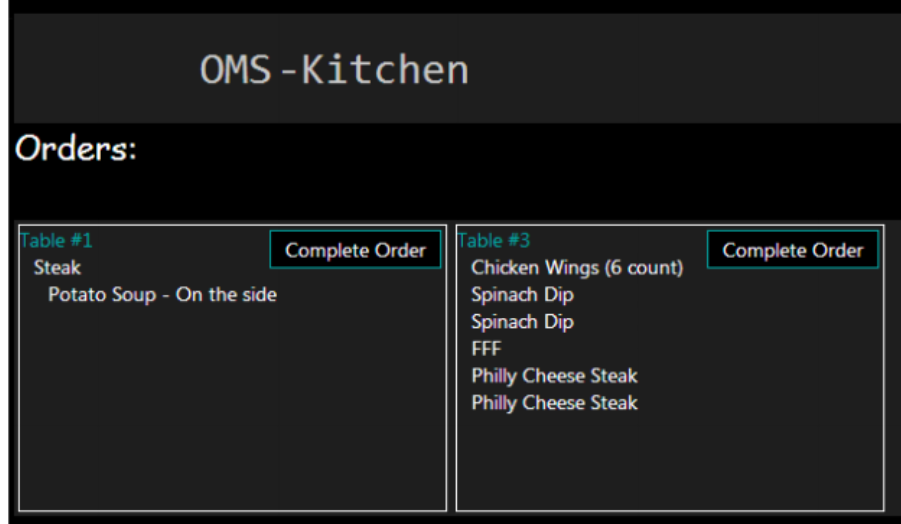 OMS-Kitchen
Orders:
Table #1
Complete Order
Steak
Potato Soup - On the side
Table #3
Complete Order
Chicken Wings (6 count)
Spinach Dip
Spinach Dip
FFF
Philly Cheese Steak
Philly Cheese Steak